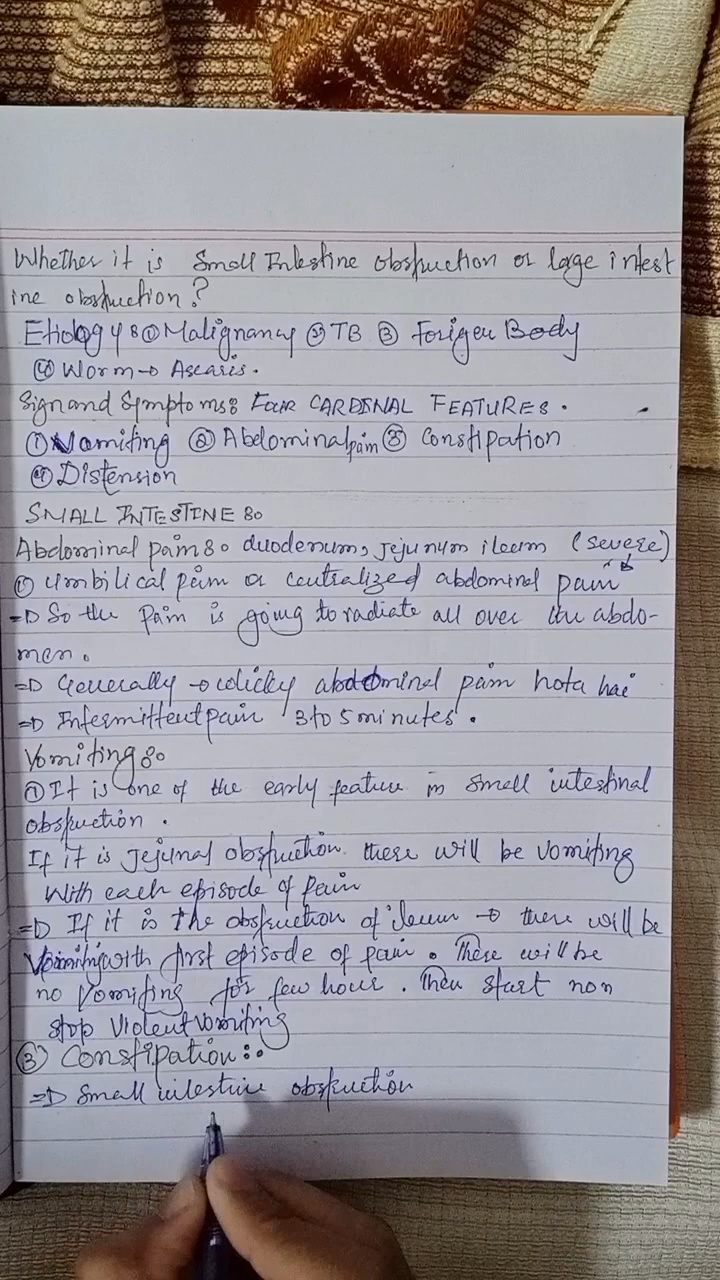 Whether it is Small Intestine obstruction or large intest
ine obstruction?
Etiology: ① Malignancy ② TB ③ Forigen Body
④ Worm → Ascaris.
Sign and Symptoms: FOUR CARDINAL FEATURES.
① Vomiting ② Abdominal pain ③ Constipation
④ Distension
SMALL INTESTINE :
Abdominal pain: duodenum, Jejunum ileum (severe)
① umbilical pain or centralized abdominal pain
⇒ So the pain is going to radiate all over the abdo-
men.
⇒ Generally → colicky abdominal pain hota hai
⇒ Intermittent pain 3 to 5 minutes.
Vomiting:
① It is one of the early feature in small intestinal
obstruction.
If it is Jejunal obstruction there will be vomiting
with each episode of pain
⇒ If it is the obstruction of ileum → there will be
Vomiting with first episode of pain. There will be
no vomiting for few hour. Then start non
stop violent vomiting
③ Constipation:
⇒ Small intestine obstruction